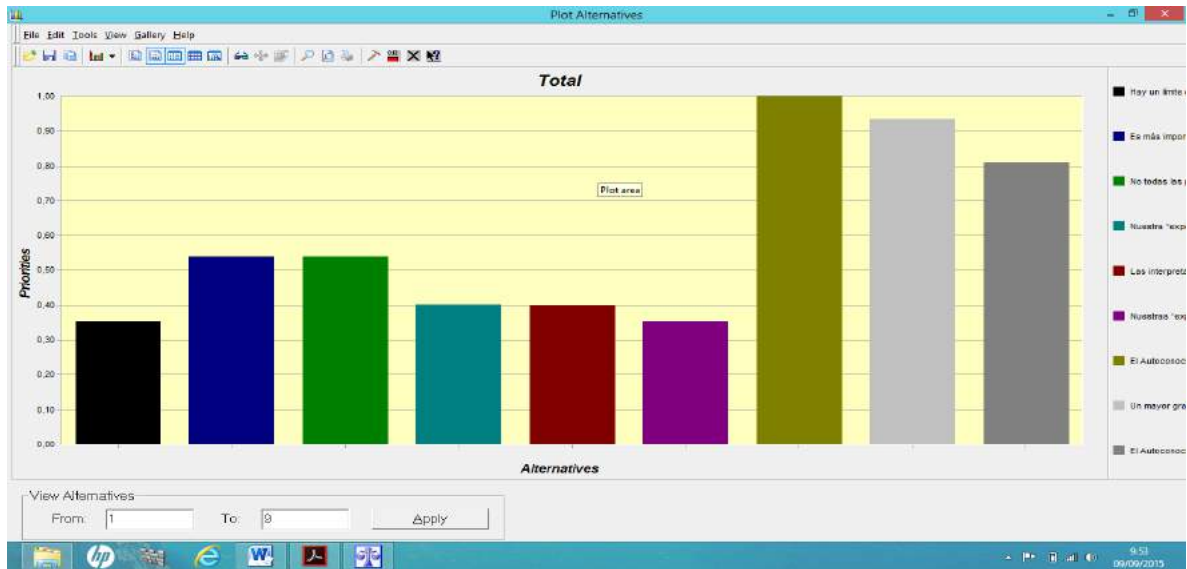 Plot Alternatives
File Edit Tools View Gallery Help
Total
1,00
0,90
0,80
0,70
0,60
0,50
0,40
0,30
0,20
0,10
0,00
Priorities
Plot area
Alternatives
Hay un límite
Es más impor
No todas las
Nuestra "exp
Las interpreta
Nuestras "exp
El Autoconoc
Un mayor gra
El Autoconoc
View Alternatives
From: 1 To: 9 Apply
hp
9:53
09/09/2015